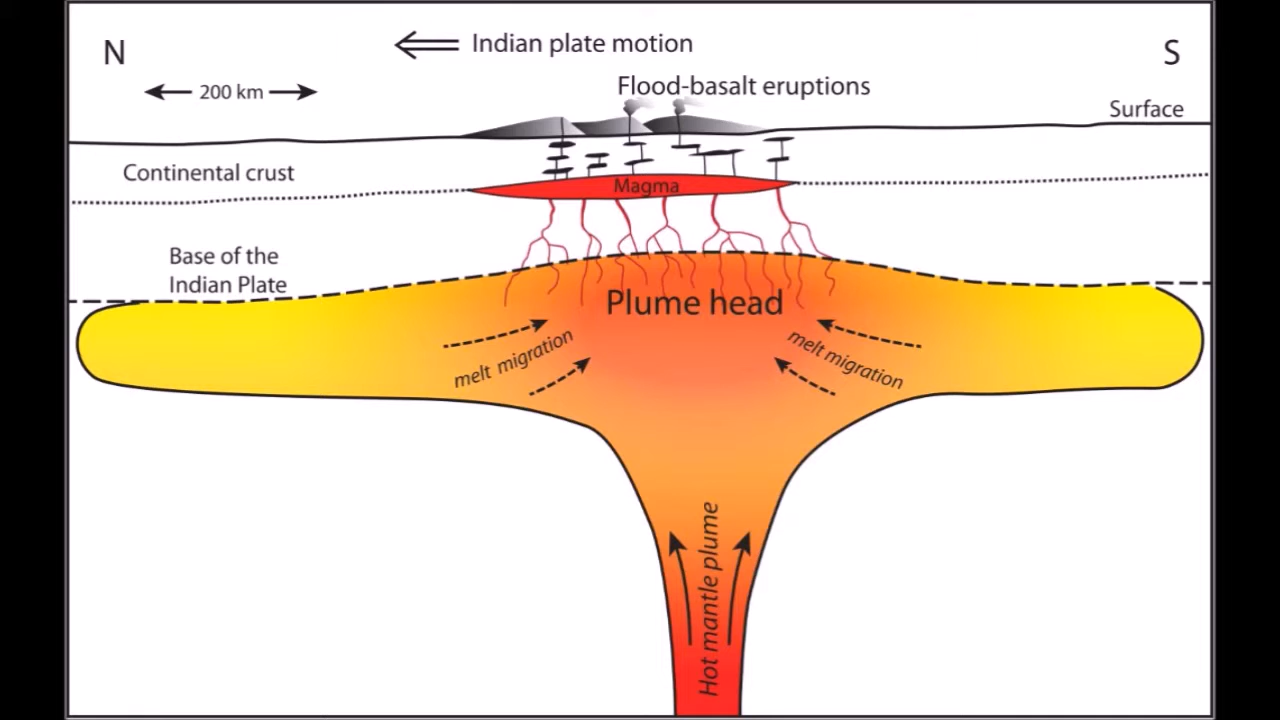 N
Indian plate motion
S
200 km
Flood-basalt eruptions
Surface
Continental crust
Magma
Base of the
Indian Plate
Plume head
melt migration
melt migration
Hot mantle plume